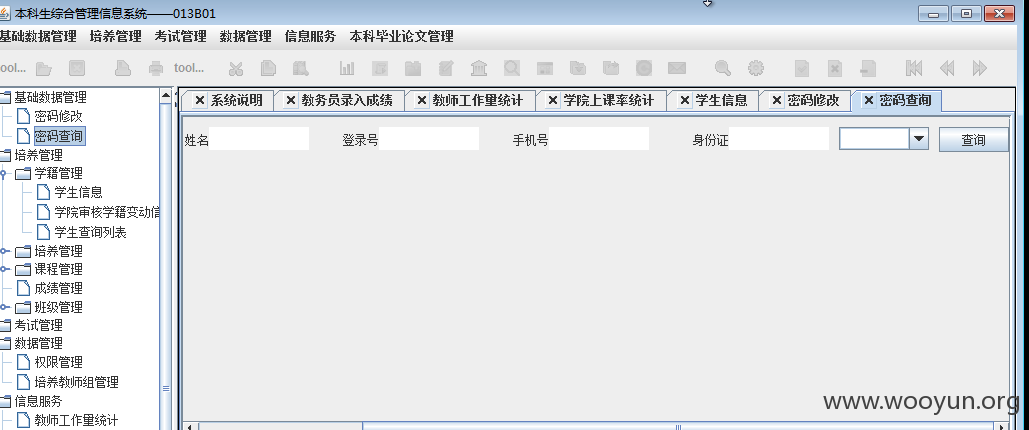 本科生综合管理信息系统——013B01
基础数据管理 培养管理 考试管理 数据管理 信息服务 本科毕业论文管理
tool... tool...
系统说明 教务员录入成绩 教师工作量统计 学院上课率统计 学生信息 密码修改 密码查询
姓名 登录号 手机号 身份证 查询
基础数据管理
密码修改
密码查询
培养管理
学籍管理
学生信息
学院审核学籍变动信
学生查询列表
培养管理
课程管理
成绩管理
班级管理
考试管理
数据管理
权限管理
培养教师组管理
信息服务
教师工作量统计
www.wooyun.org